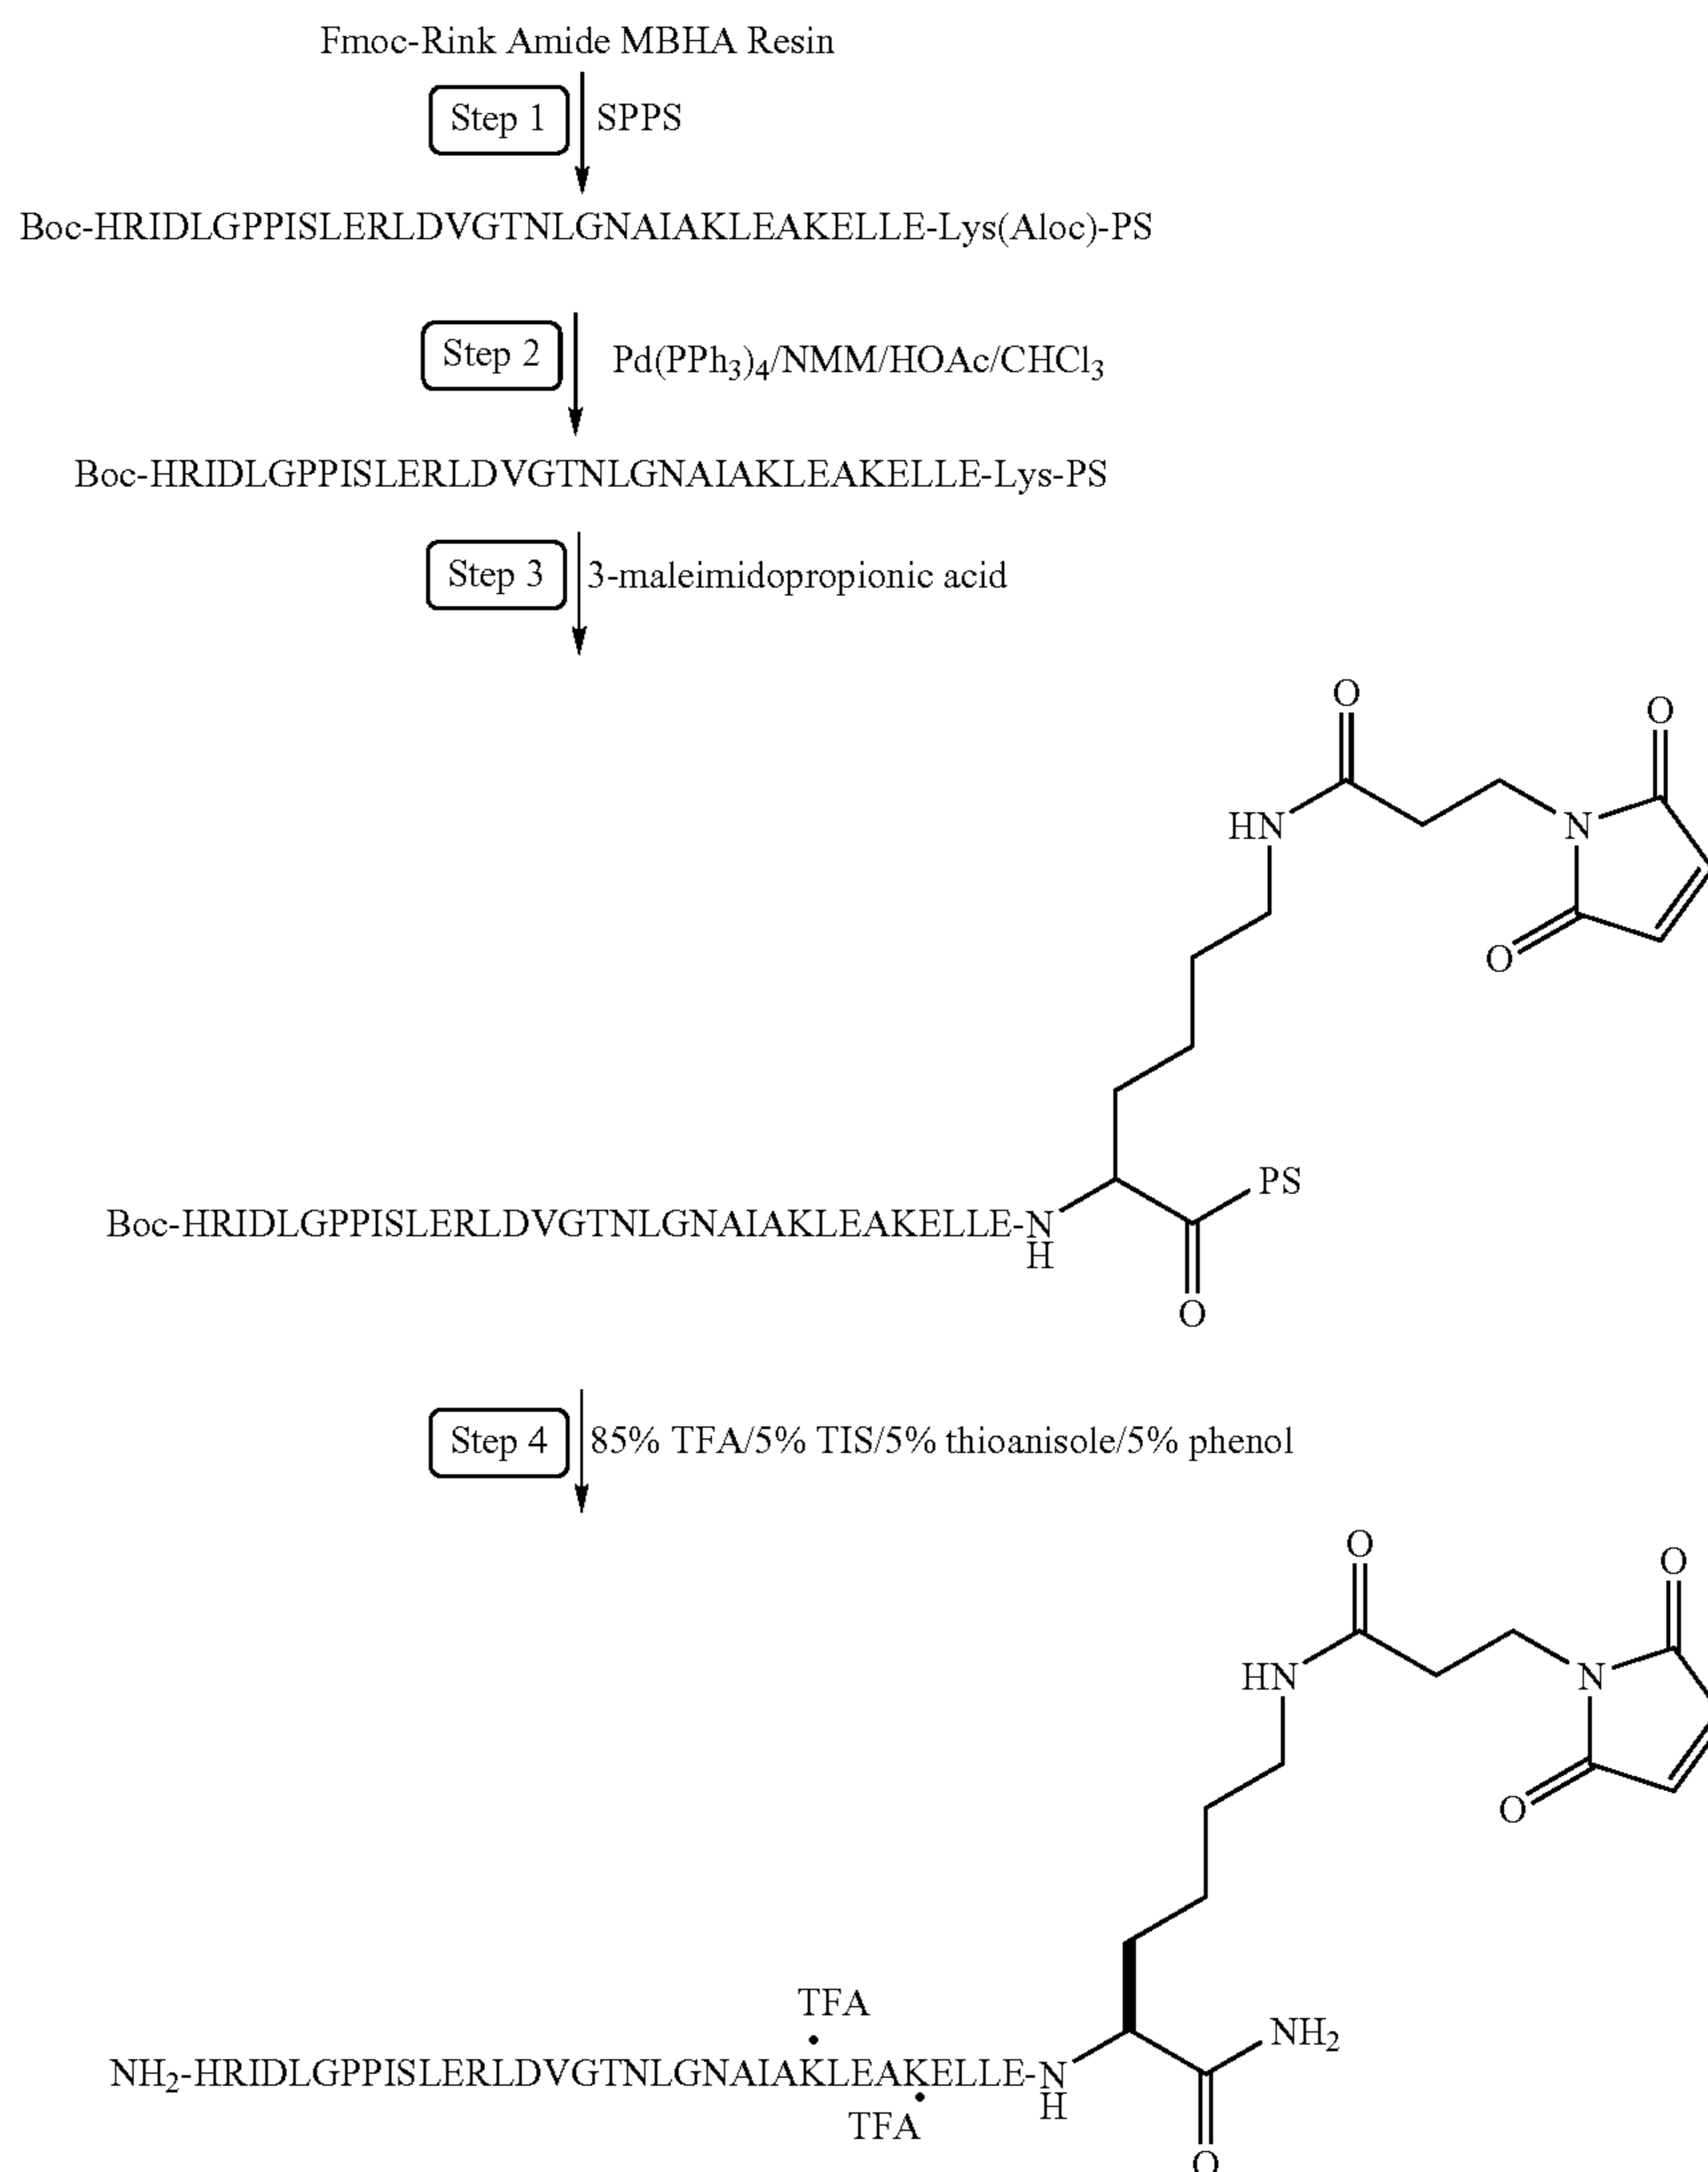 Fmoc-Rink Amide MBHA Resin
Step 1 SPPS
Boc-HRIDLGPPISLERLDVGTNLGNAIAKLEAKELLE-Lys(Aloc)-PS
Step 2 Pd(PPh3)4/NMM/HOAc/CHCl3
Boc-HRIDLGPPISLERLDVGTNLGNAIAKLEAKELLE-Lys-PS
Step 3 3-maleimidopropionic acid
O
O
HN
N
O
PS
Boc-HRIDLGPPISLERLDVGTNLGNAIAKLEAKELLE-N
H
O
Step 4 85% TFA/5% TIS/5% thioanisole/5% phenol
O
O
HN
N
O
TFA
NH2
NH2-HRIDLGPPISLERLDVGTNLGNAIAKLEAKELLE-N
H
TFA
O